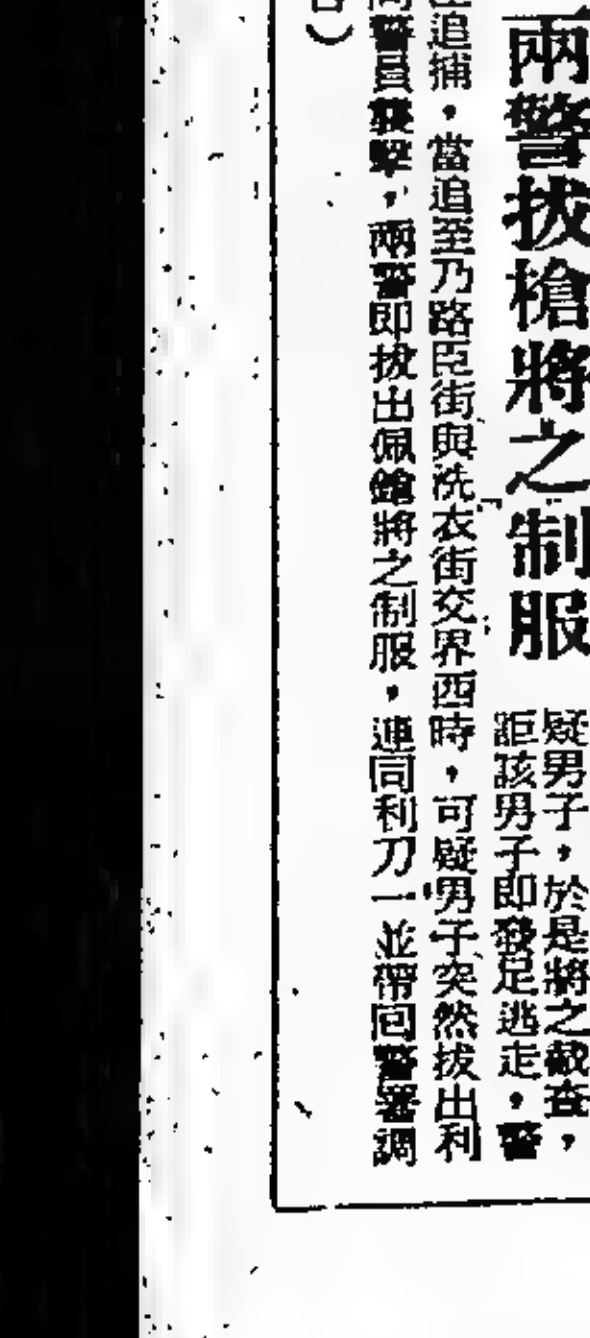 兩警拔槍將之制服
疑男子，於是將之截查，
詎該男子即發足逃走，警
追捕，當追至乃路臣街與洗衣街交界西時，可疑男子突然拔出利
警員襲擊，兩警即拔出佩鎗將之制服，連同利刀一並帶囘警署調
）